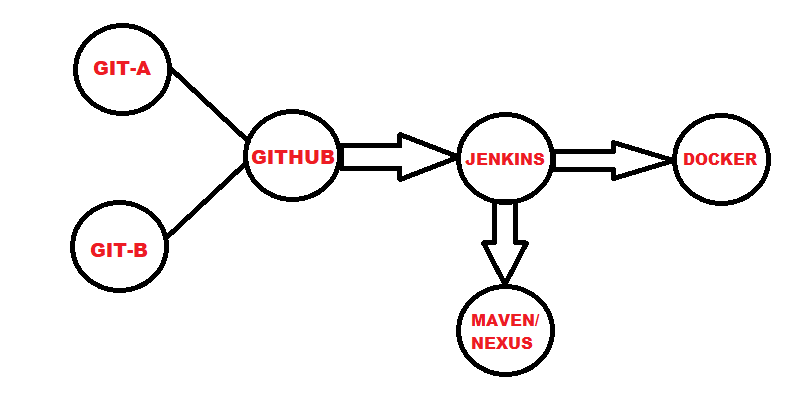 GIT-A
GITHUB
JENKINS
DOCKER
GIT-B
MAVEN/
NEXUS